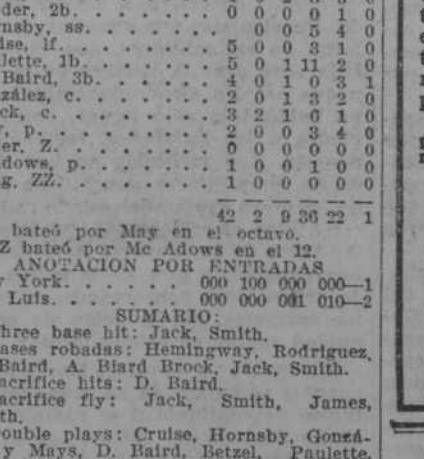 der, 2b. . . . . . . . 0 0 0 0 1 0
nsby, ss. . . . . . . 0 0 5 4 0
ise, lf. . . . . . . . 5 0 0 3 1 0
lette, 1b. . . . . . . 5 0 1 11 2 0
Baird, 3b. . . . . . . 4 0 1 0 3 1
zález, c. . . . . . . 2 0 1 3 2 0
ck, c. . . . . . . . 3 2 1 6 1 0
, p. . . . . . . . . 2 0 0 3 4 0
er. Z. . . . . . . . 0 0 0 0 0 0
dows, p. . . . . . . 1 0 0 1 0 0
g, ZZ. . . . . . . . 1 0 0 0 0 0
42 2 9 36 22 1
bateó por May en el octavo.
Z bateó por Mc Adows en el 12.
ANOTACION POR ENTRADAS
York. . . . . . 000 100 000 000—1
Luis. . . . . . 000 000 001 010—2
SUMARIO:
hree base hit: Jack, Smith.
ases robadas: Hemingway, Rodriguez,
Baird, A. Biard Brock, Jack, Smith.
acrifice hits: D. Baird.
acrifice fly: Jack, Smith, James,
th.
ouble plays: Cruise, Hornsby, Gonzá-
y Mays, D. Baird, Betzel, Paulette,